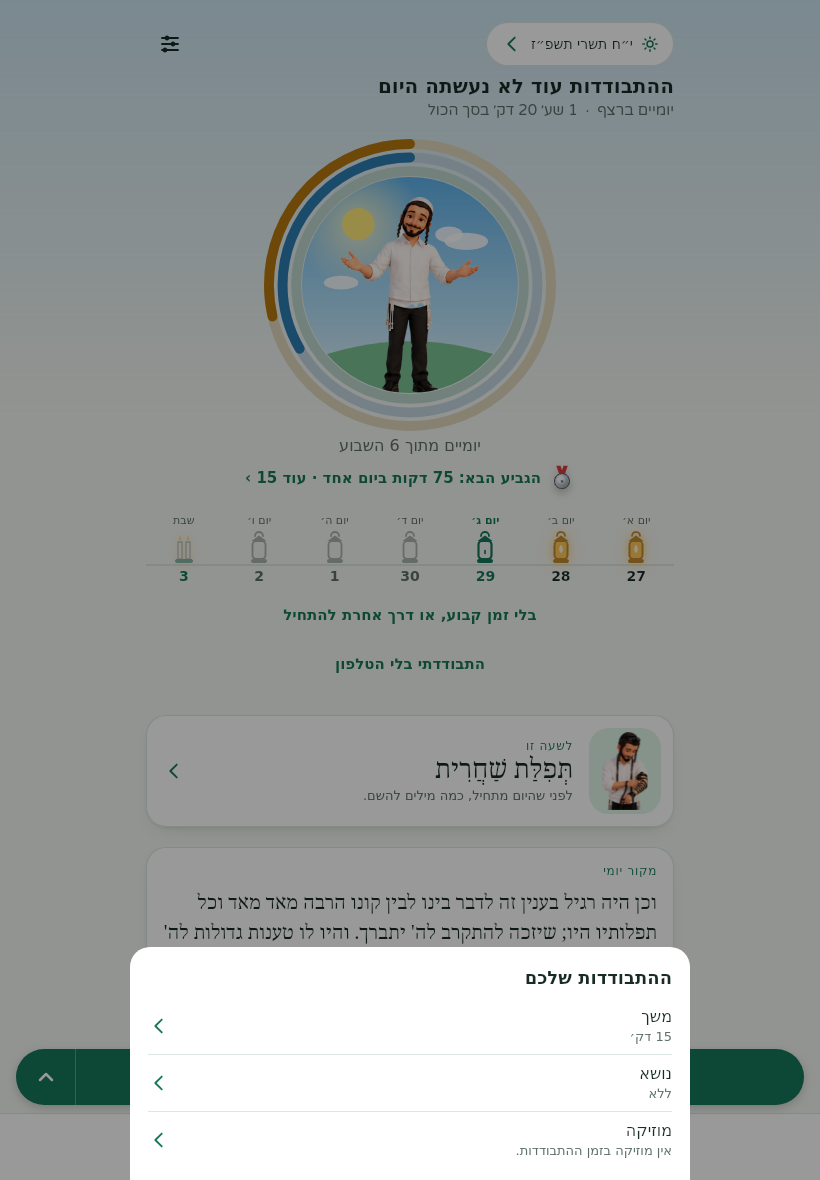 י״ח תשרי תשפ״ז
ההתבודדות עוד לא נעשתה היום
יומיים ברצף · 1 שע׳ 20 דק׳ בסך הכול
יומיים מתוך 6 השבוע
הגביע הבא: 75 דקות ביום אחד · עוד 15 ›
יום א׳ יום ב׳ יום ג׳ יום ד׳ יום ה׳ יום ו׳ שבת
27 28 29 30 1 2 3
בלי זמן קבוע, או דרך אחרת להתחיל
התבודדתי בלי הטלפון
לשעה זו
תְּפִלַּת שַׁחֲרִית
לפני שהיום מתחיל, כמה מילים להשם.
מקור יומי
וכן היה רגיל בענין זה לדבר בינו לבין קונו הרבה מאד מאד וכל
תפלותיו היו; שיזכה להתקרב לה' יתברך. והיו לו טענות גדולות לה'
ההתבודדות שלכם
משך
15 דק׳
נושא
ללא
מוזיקה
אין מוזיקה בזמן ההתבודדות.